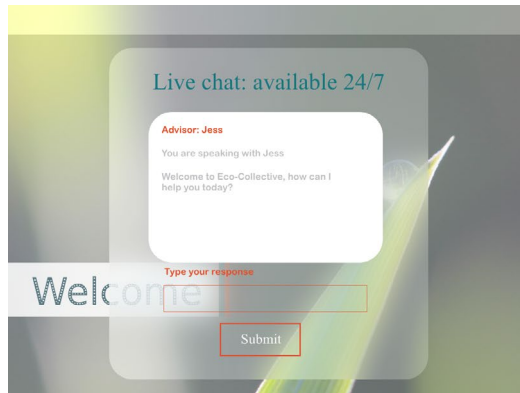 Live chat: available 24/7
Advisor: Jess
You are speaking with Jess
Welcome to Eco-Collective, how can I
help you today?
Type your response
Welcome
Submit